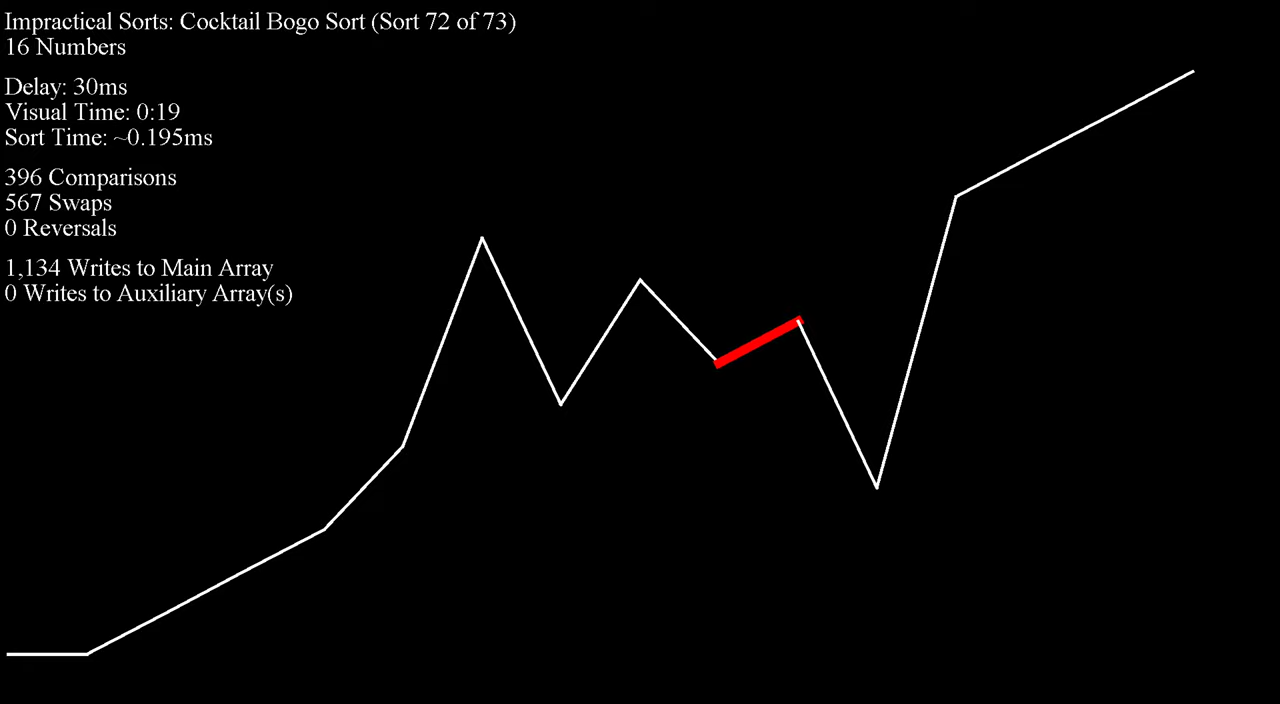 Impractical Sorts: Cocktail Bogo Sort (Sort 72 of 73)
16 Numbers
Delay: 30ms
Visual Time: 0:19
Sort Time: ~0.195ms
396 Comparisons
567 Swaps
0 Reversals
1,134 Writes to Main Array
0 Writes to Auxiliary Array(s)